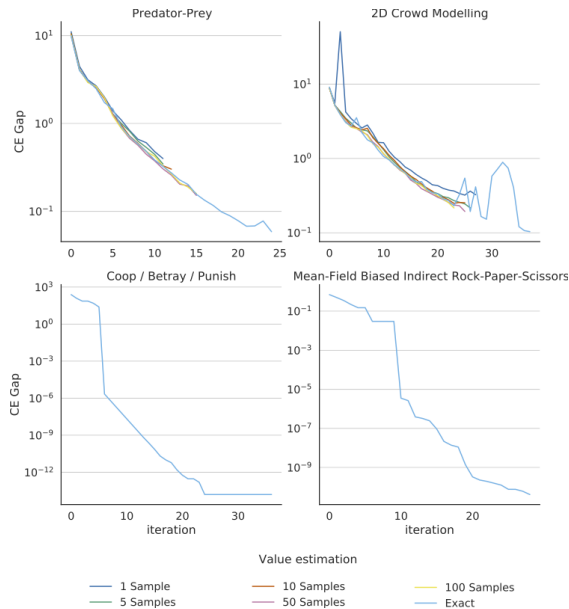 Predator-Prey
2D Crowd Modelling
CE Gap
10¹
10⁰
10⁻¹
0 5 10 15 20 25
10¹
10⁰
10⁻¹
0 10 20 30
Coop / Betray / Punish
Mean-Field Biased Indirect Rock-Paper-Scissors
CE Gap
10³
10⁰
10⁻³
10⁻⁶
10⁻⁹
10⁻¹²
0 10 20 30
iteration
10⁻¹
10⁻³
10⁻⁵
10⁻⁷
10⁻⁹
0 10 20
iteration
Value estimation
1 Sample
10 Samples
100 Samples
5 Samples
50 Samples
Exact